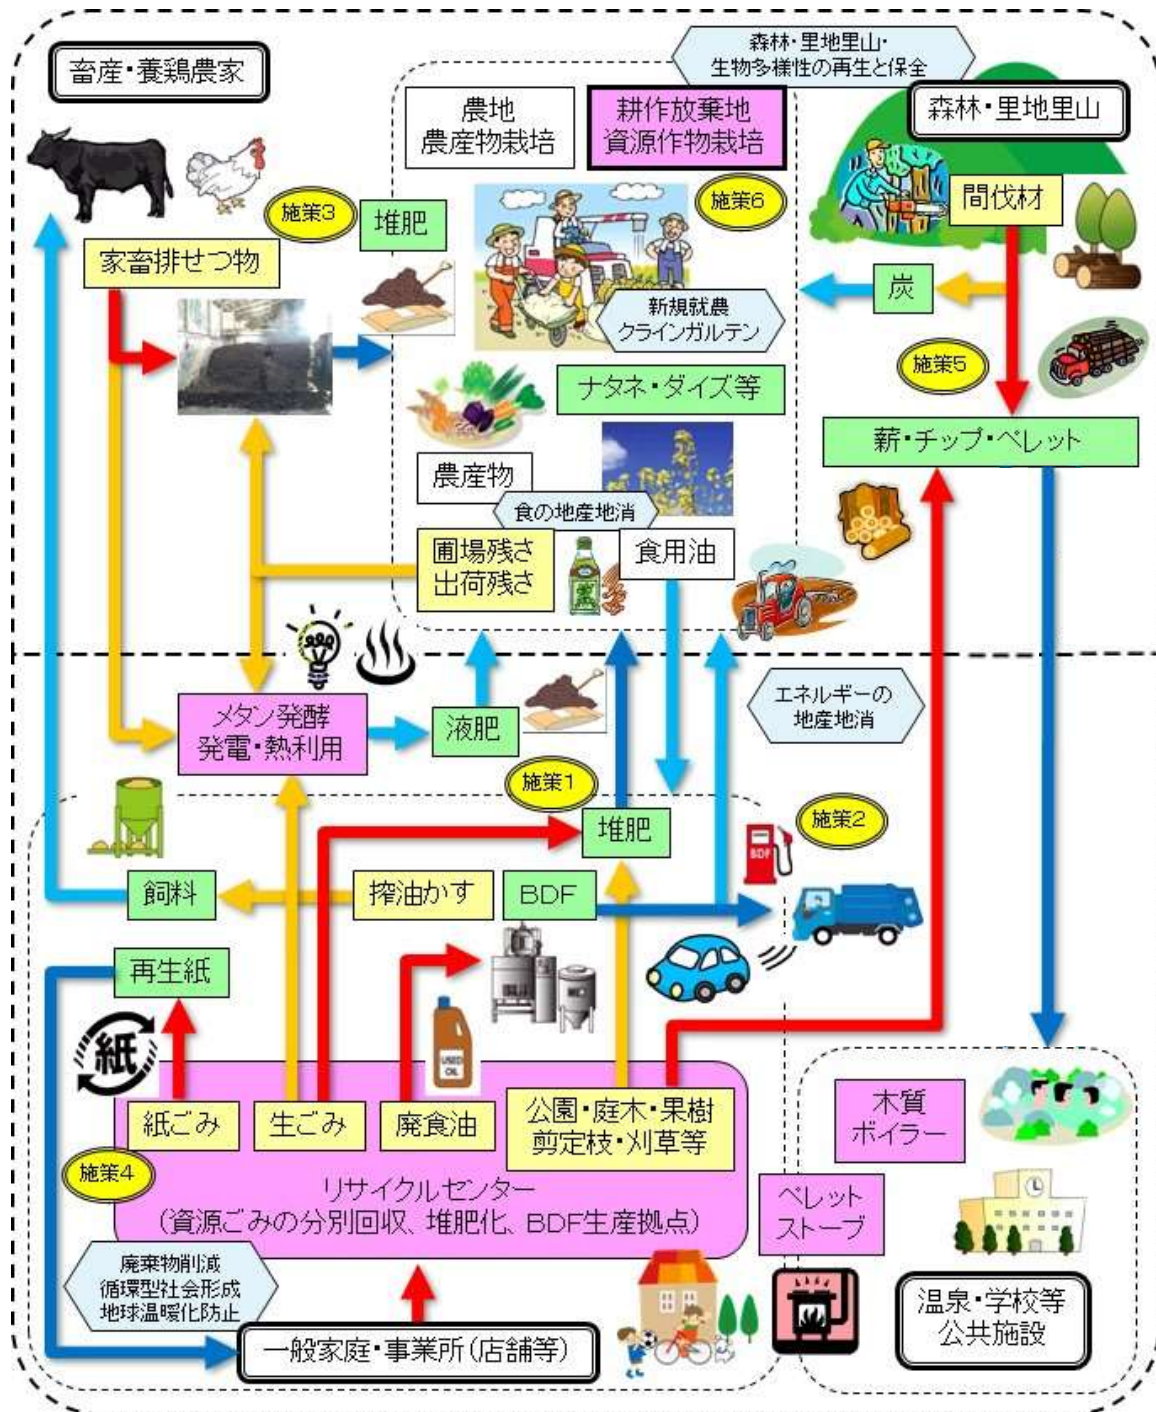 森林・里地里山・
生物多様性の再生と保全
畜産・養鶏農家
農地
農産物栽培
耕作放棄地
資源作物栽培
森林・里地里山
施策3
堆肥
施策6
間伐材
家畜排せつ物
炭
新規就農
クラインガルテン
施策5
ナタネ・ダイズ等
薪・チップ・ペレット
農産物
食の地産地消
圃場残さ
出荷残さ
食用油
メタン発酵
発電・熱利用
液肥
エネルギーの
地産地消
施策1
堆肥
施策2
BDF
飼料
搾油かす
BDF
再生紙
紙
USED
OIL
紙ごみ
生ごみ
廃食油
公園・庭木・果樹
剪定枝・刈草等
木質
ボイラー
施策4
リサイクルセンター
(資源ごみの分別回収、堆肥化、BDF生産拠点)
ペレット
ストーブ
廃棄物削減
循環型社会形成
地球温暖化防止
一般家庭・事業所(店舗等)
温泉・学校等
公共施設